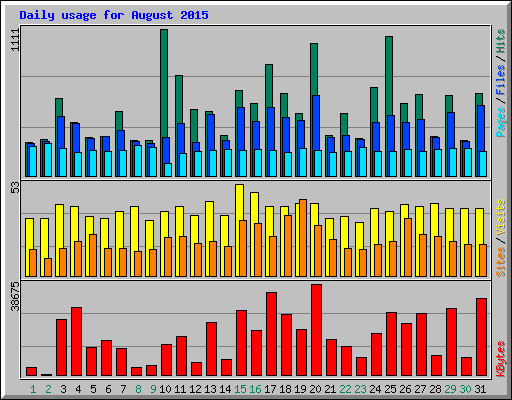 Daily usage for August 2015
1111
53
38675
Pages / Files / Hits
Sites / Visits
KBytes
1 2 3 4 5 6 7 8 9 10 11 12 13 14 15 16 17 18 19 20 21 22 23 24 25 26 27 28 29 30 31